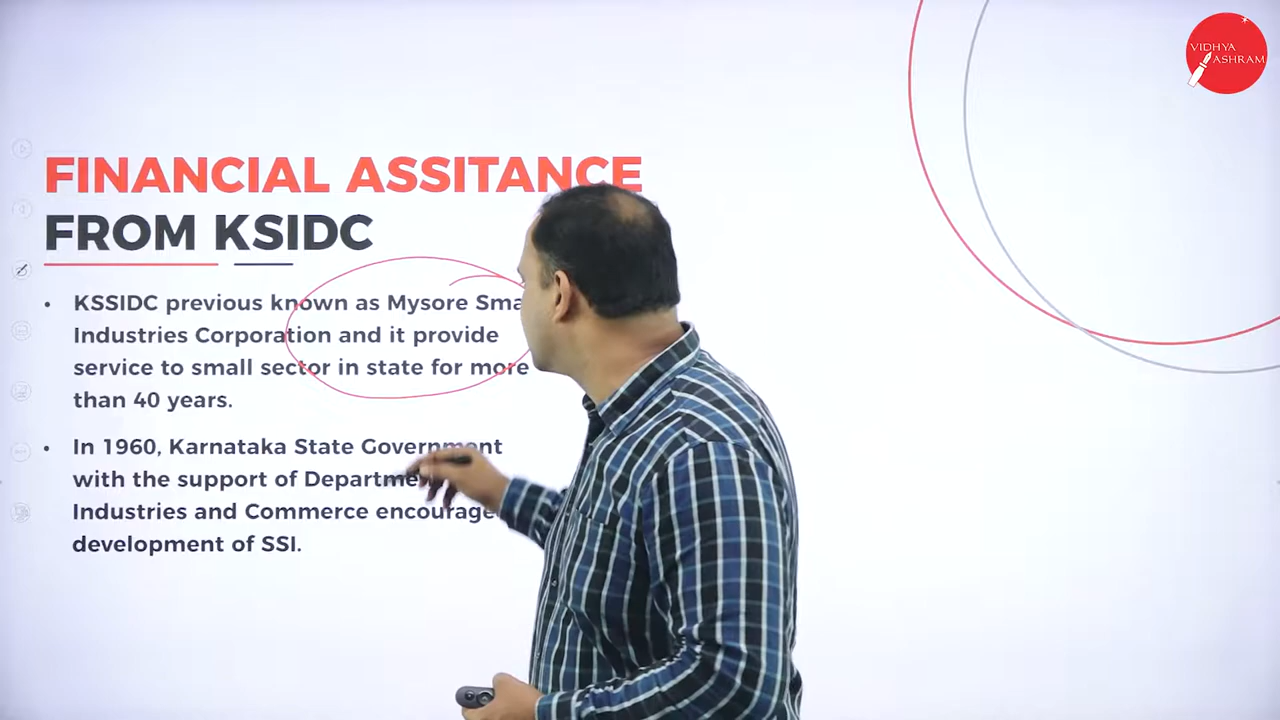 VIDHYA
ASHRAM
FINANCIAL ASSITANCE
FROM KSIDC
• KSSIDC previous known as Mysore
Industries Corporation and it provide
service to small sector in state for more
than 40 years.
• In 1960, Karnataka State Government
with the support of
Industries and Commerce
development of SSI.